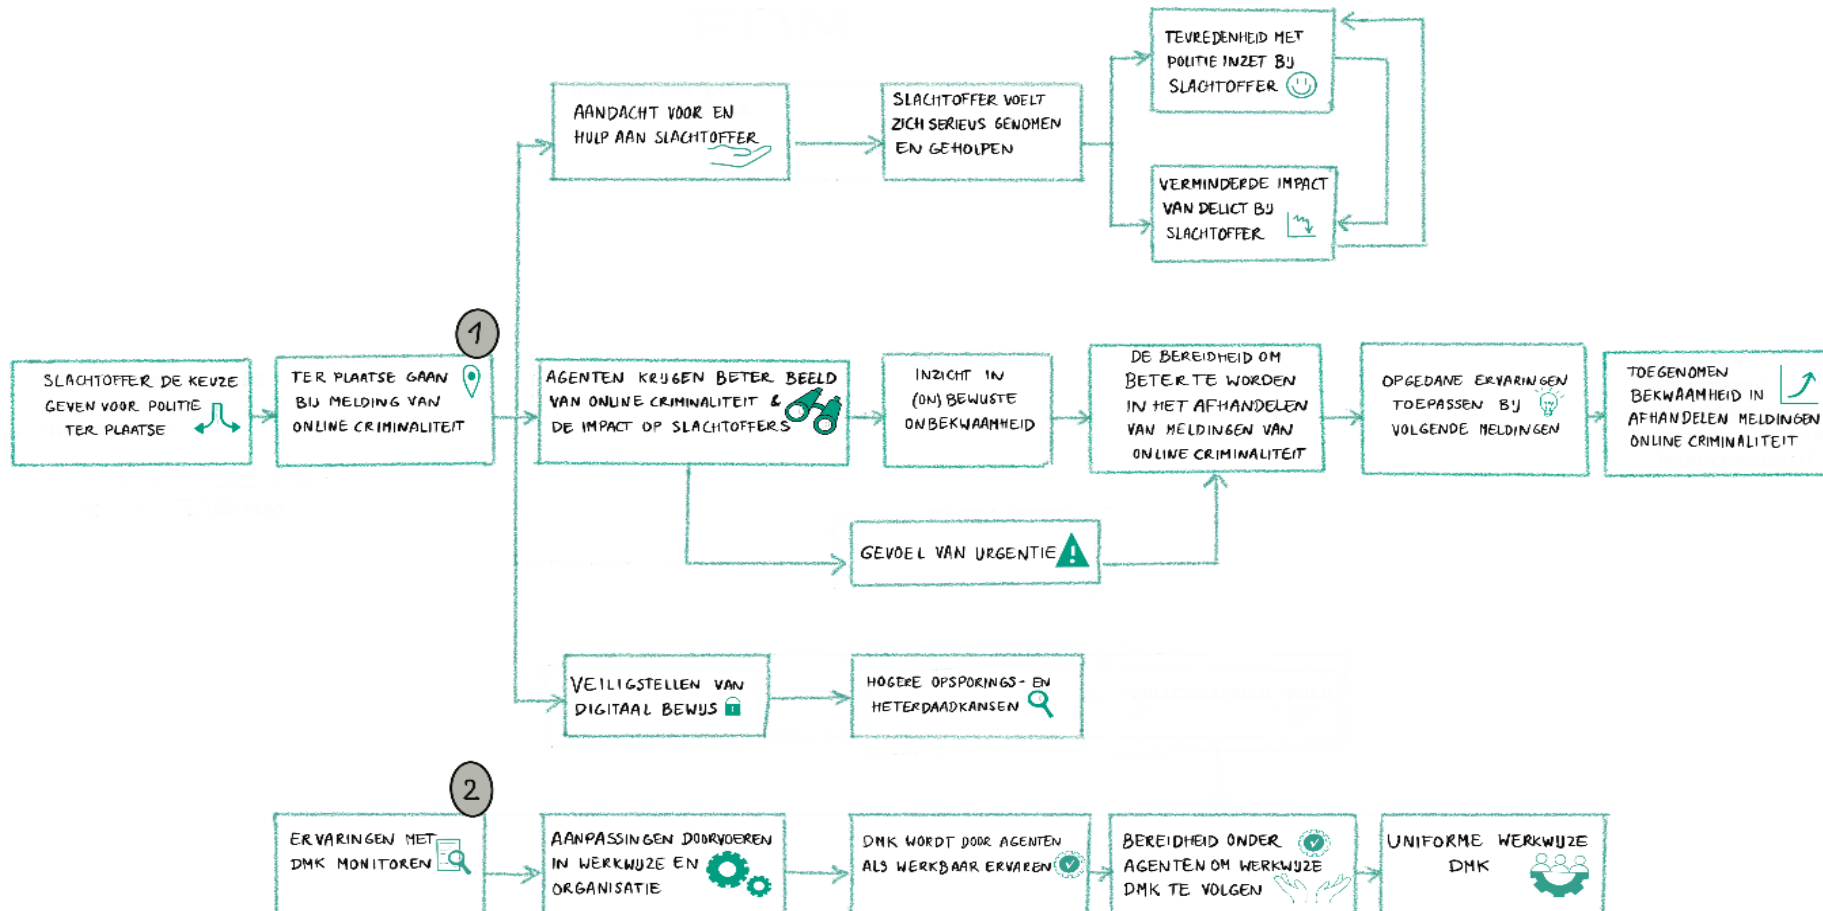 TEVREDENHEID MET
POLITIE INZET BIJ
SLACHTOFFER
AANDACHT VOOR EN
HULP AAN SLACHTOFFER
SLACHTOFFER VOELT
ZICH SERIEUS GENOMEN
EN GEHOLPEN
VERMINDERDE IMPACT
VAN DELICT BIJ
SLACHTOFFER
1
SLACHTOFFER DE KEUZE
GEVEN VOOR POLITIE
TER PLAATSE
TER PLAATSE GAAN
BIJ MELDING VAN
ONLINE CRIMINALITEIT
AGENTEN KRIJGEN BETER BEELD
VAN ONLINE CRIMINALITEIT &
DE IMPACT OP SLACHTOFFERS
INZICHT IN
(ON)BEWUSTE
ONBEKWAAMHEID
DE BEREIDHEID OM
BETER TE WORDEN
IN HET AFHANDELEN
VAN MELDINGEN VAN
ONLINE CRIMINALITEIT
OPGEDANE ERVARINGEN
TOEPASSEN BIJ
VOLGENDE MELDINGEN
TOEGENOMEN
BEKWAAMHEID IN
AFHANDELEN MELDINGEN
ONLINE CRIMINALITEIT
GEVOEL VAN URGENTIE
VEILIGSTELLEN VAN
DIGITAAL BEWIJS
HOGERE OPSPORINGS- EN
HETERDAADKANSEN
2
ERVARINGEN MET
DMK MONITOREN
AANPASSINGEN DOORVOEREN
IN WERKWIJZE EN
ORGANISATIE
DMK WORDT DOOR AGENTEN
ALS WERKBAAR ERVAREN
BEREIDHEID ONDER
AGENTEN OM WERKWIJZE
DMK TE VOLGEN
UNIFORME WERKWIJZE
DMK